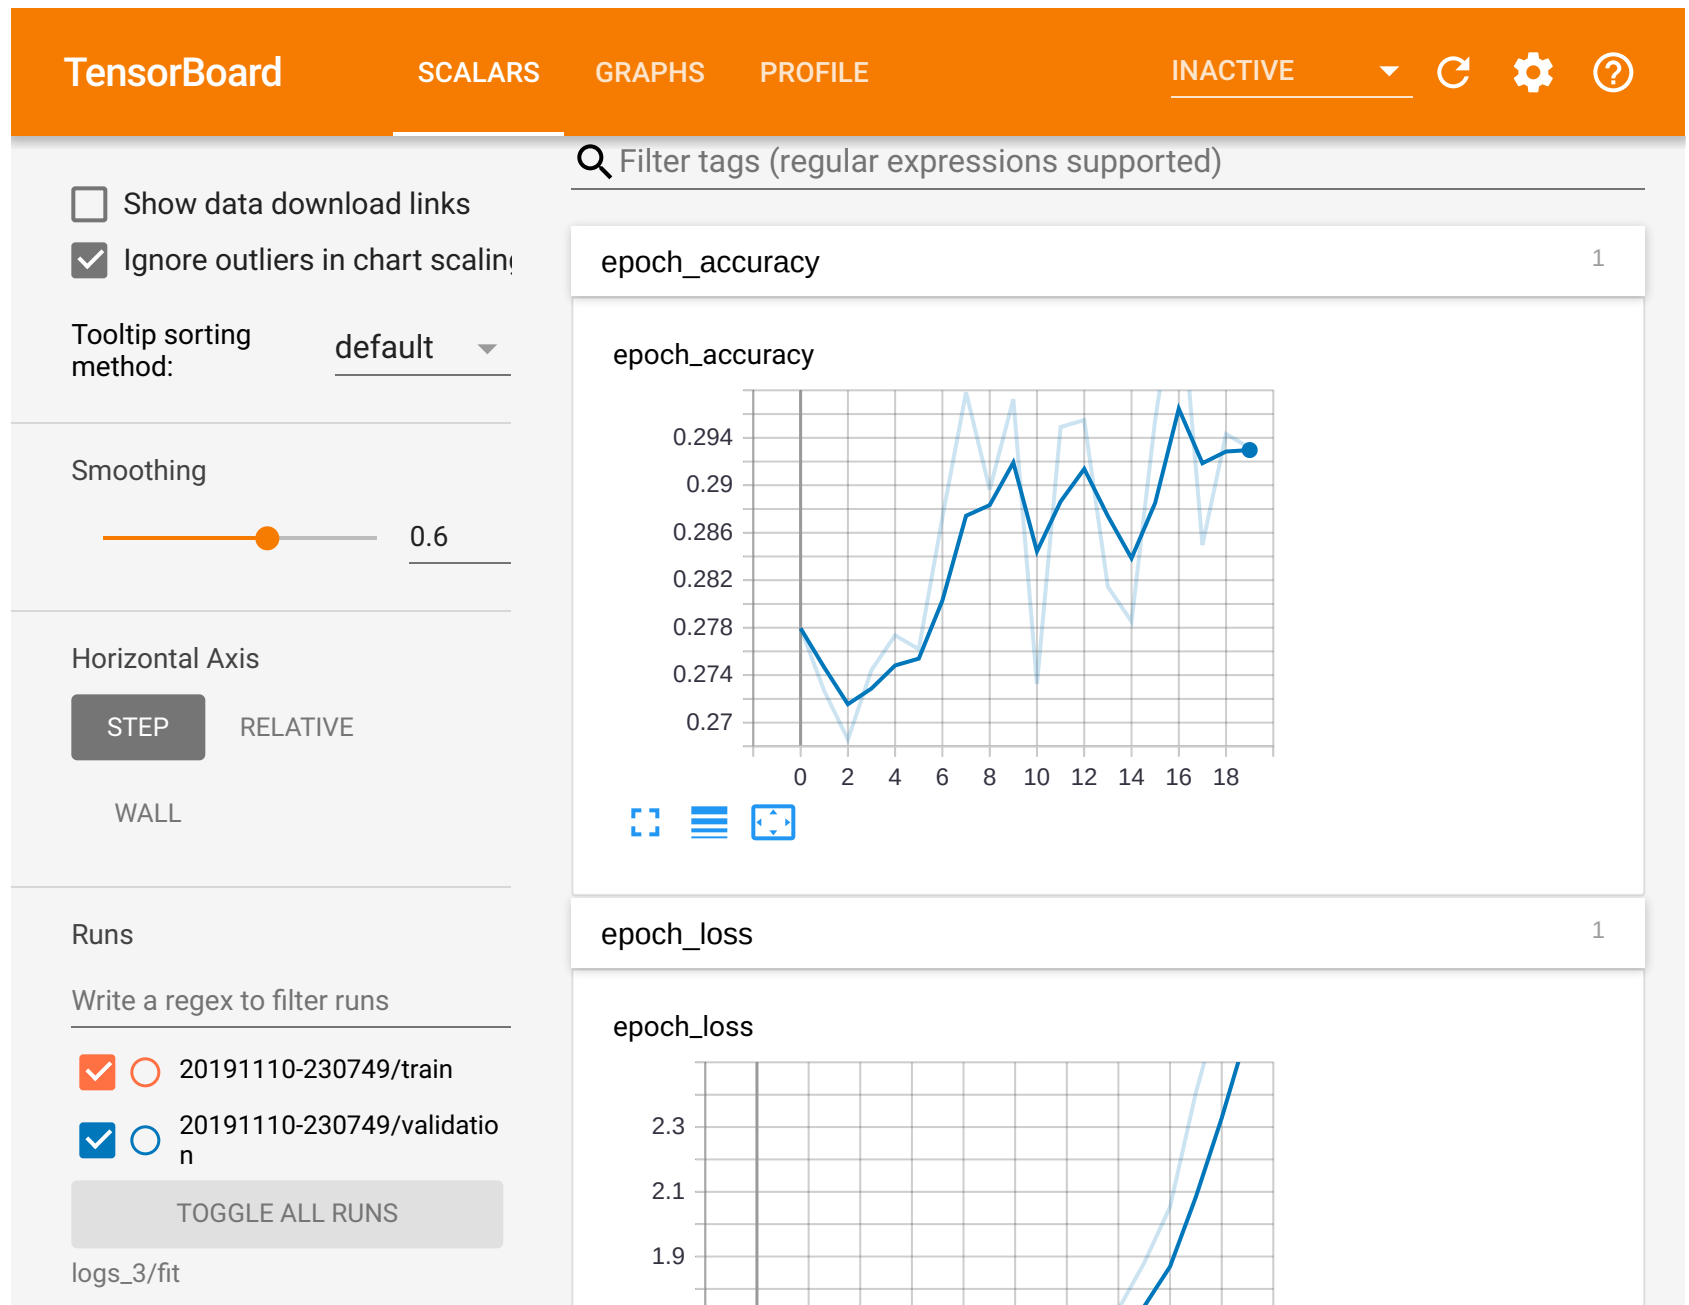 TensorBoard SCALARS GRAPHS PROFILE INACTIVE
Filter tags (regular expressions supported)
Show data download links
Ignore outliers in chart scaling
Tooltip sorting
method:
default
Smoothing
0.6
Horizontal Axis
STEP RELATIVE
WALL
Runs
Write a regex to filter runs
20191110-230749/train
20191110-230749/validatio
n
TOGGLE ALL RUNS
logs_3/fit
epoch_accuracy 1
epoch_accuracy
0.294
0.29
0.286
0.282
0.278
0.274
0.27
0 2 4 6 8 10 12 14 16 18
epoch_loss 1
epoch_loss
2.3
2.1
1.9